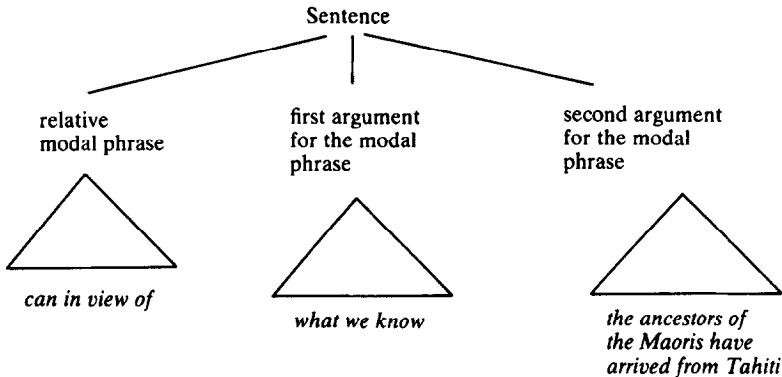 Sentence
relative
modal phrase
first argument
for the modal
phrase
second argument
for the modal
phrase
can in view of
what we know
the ancestors of
the Maoris have
arrived from Tahiti